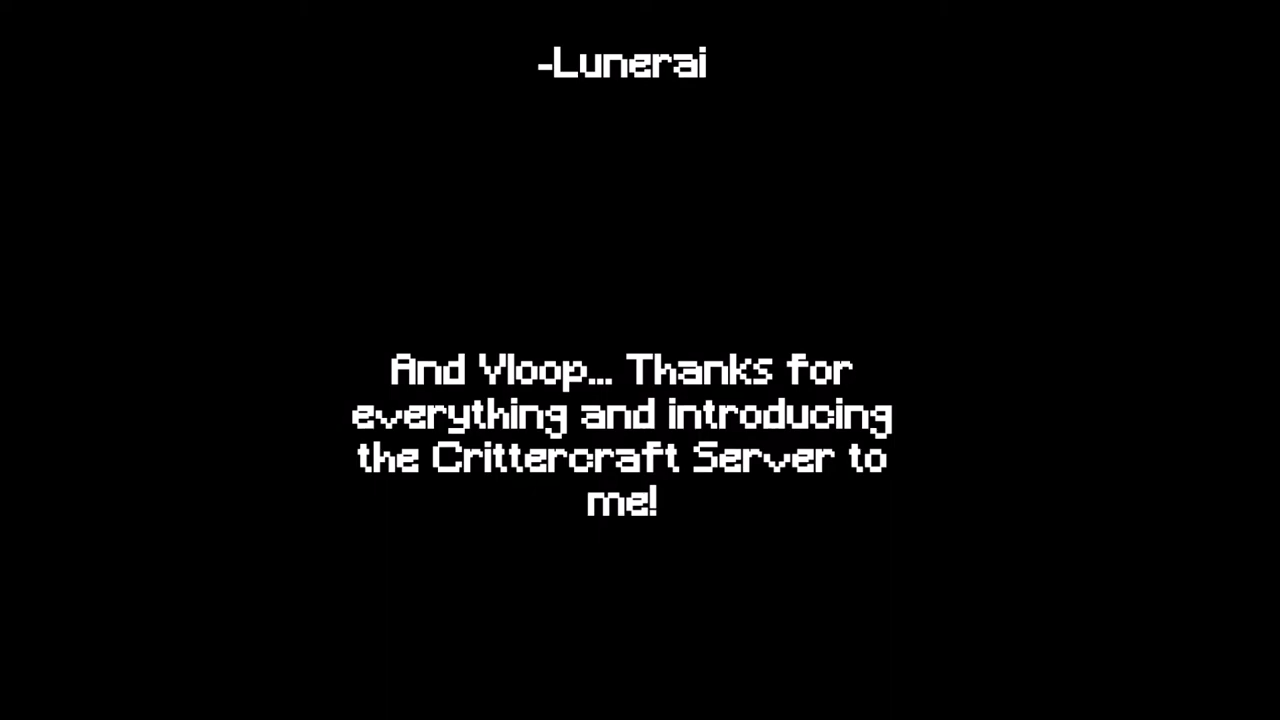 -Lunerai
And Vloop... Thanks for
everything and introducing
the Crittercraft Server to
me!